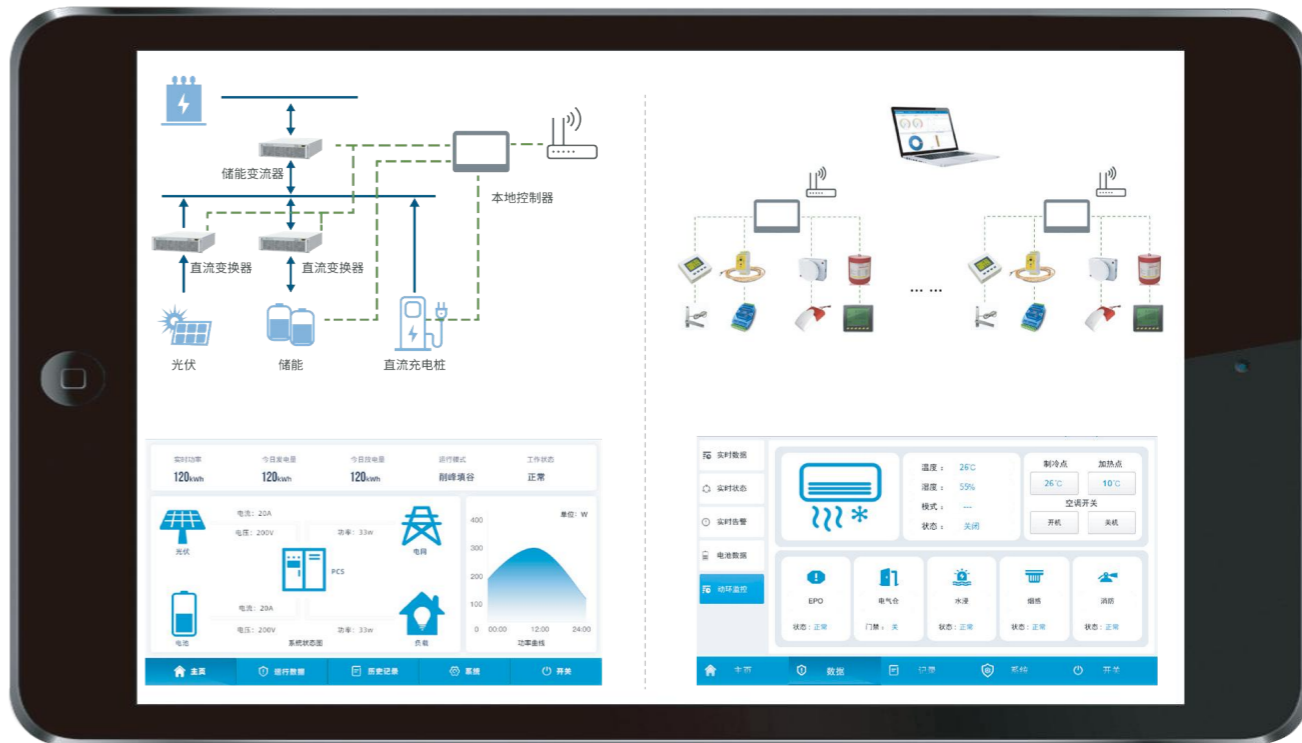 储能变流器
本地控制器
直流变换器
直流变换器
光伏
储能
直流充电桩
... ...
实时功率
120kwh
今日发电量
120kwh
今日放电量
120kwh
运行模式
削峰填谷
工作状态
正常
电流：20A
电压：200V
功率：33w
光伏
电网
PCS
电流：20A
电压：200V
功率：33w
电池
系统状态图
负载
单位：W
400
300
200
100
0
00:00
12:00
24:00
功率曲线
主页
运行数据
历史记录
系统
开关
实时数据
实时状态
实时告警
电池数据
动环监控
温度：
26℃
湿度：
55%
模式：
---
状态：
关闭
制冷点
加热点
26℃
10℃
空调开关
开机
关机
EPO
状态：正常
电气仓
门禁：关
水浸
状态：正常
烟感
状态：正常
消防
状态：正常
主页
数据
记录
系统
开关